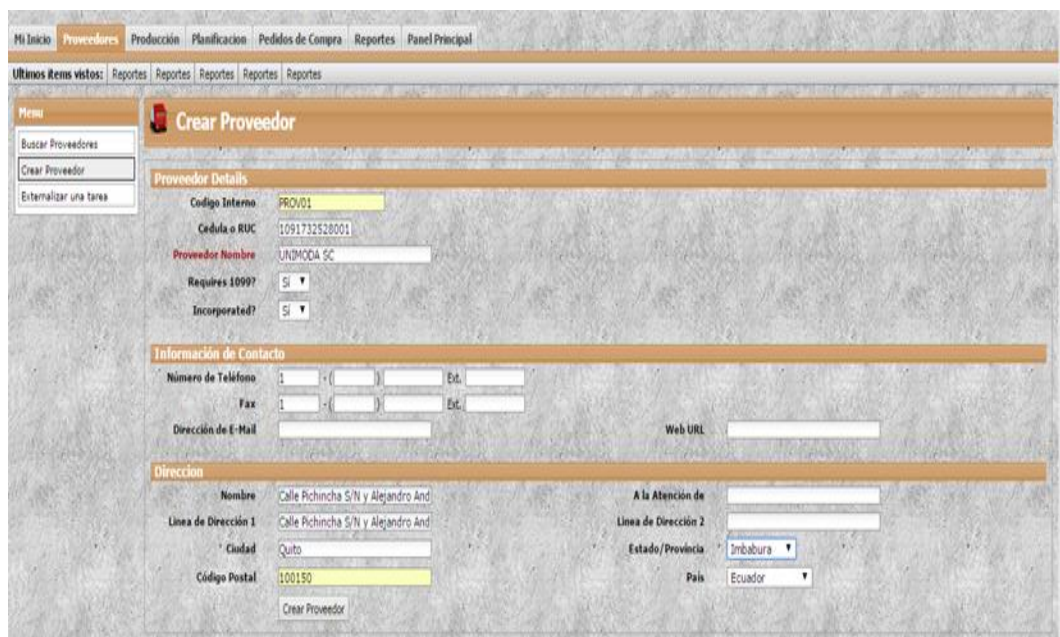 Mi Inicio Proveedores Producción Planificacion Pedidos de Compra Reportes Panel Principal
Ultimos items vistos: Reportes Reportes Reportes Reportes Reportes
Menu
Buscar Proveedores
Crear Proveedor
Externalizar una tarea
Crear Proveedor
Proveedor Details
Codigo Interno PROV01
Cedula o RUC 1091732528001
Proveedor Nombre UNIMODA SC
Requires 1099? Sí
Incorporated? Sí
Información de Contacto
Número de Teléfono 1 - ( ) Ext.
Fax 1 - ( ) Ext.
Dirección de E-Mail Web URL
Direccion
Nombre Calle Pichincha S/N y Alejandro And A la Atención de
Linea de Dirección 1 Calle Pichincha S/N y Alejandro And Linea de Dirección 2
Ciudad Quito Estado/Provincia Imbabura
Código Postal 100150 Pais Ecuador
Crear Proveedor